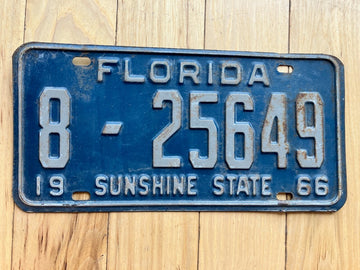 FLORIDA
8-25649
19 SUNSHINE STATE 66